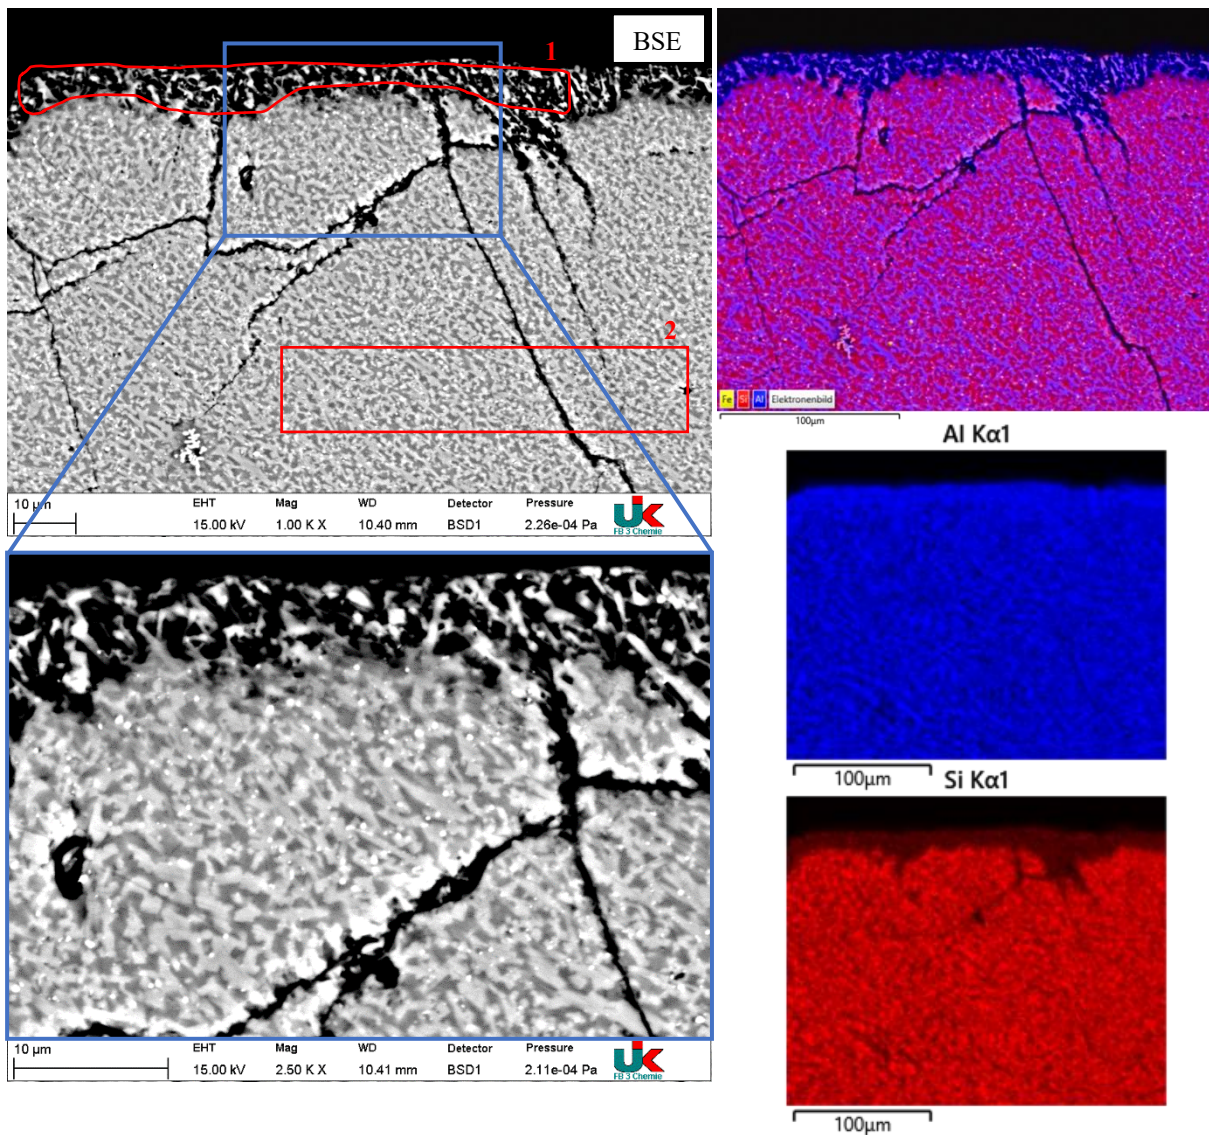 BSE
1
2
10 µm
EHT
Mag
WD
Detector
Pressure
15.00 kV
1.00 K X
10.40 mm
BSD1
2.26e-04 Pa
UK
FB 3 Chemie
10 µm
EHT
Mag
WD
Detector
Pressure
15.00 kV
2.50 K X
10.41 mm
BSD1
2.11e-04 Pa
UK
FB 3 Chemie
Fe
Si
Al
Elektronenbild
100µm
Al Kα1
100µm
Si Kα1
100µm